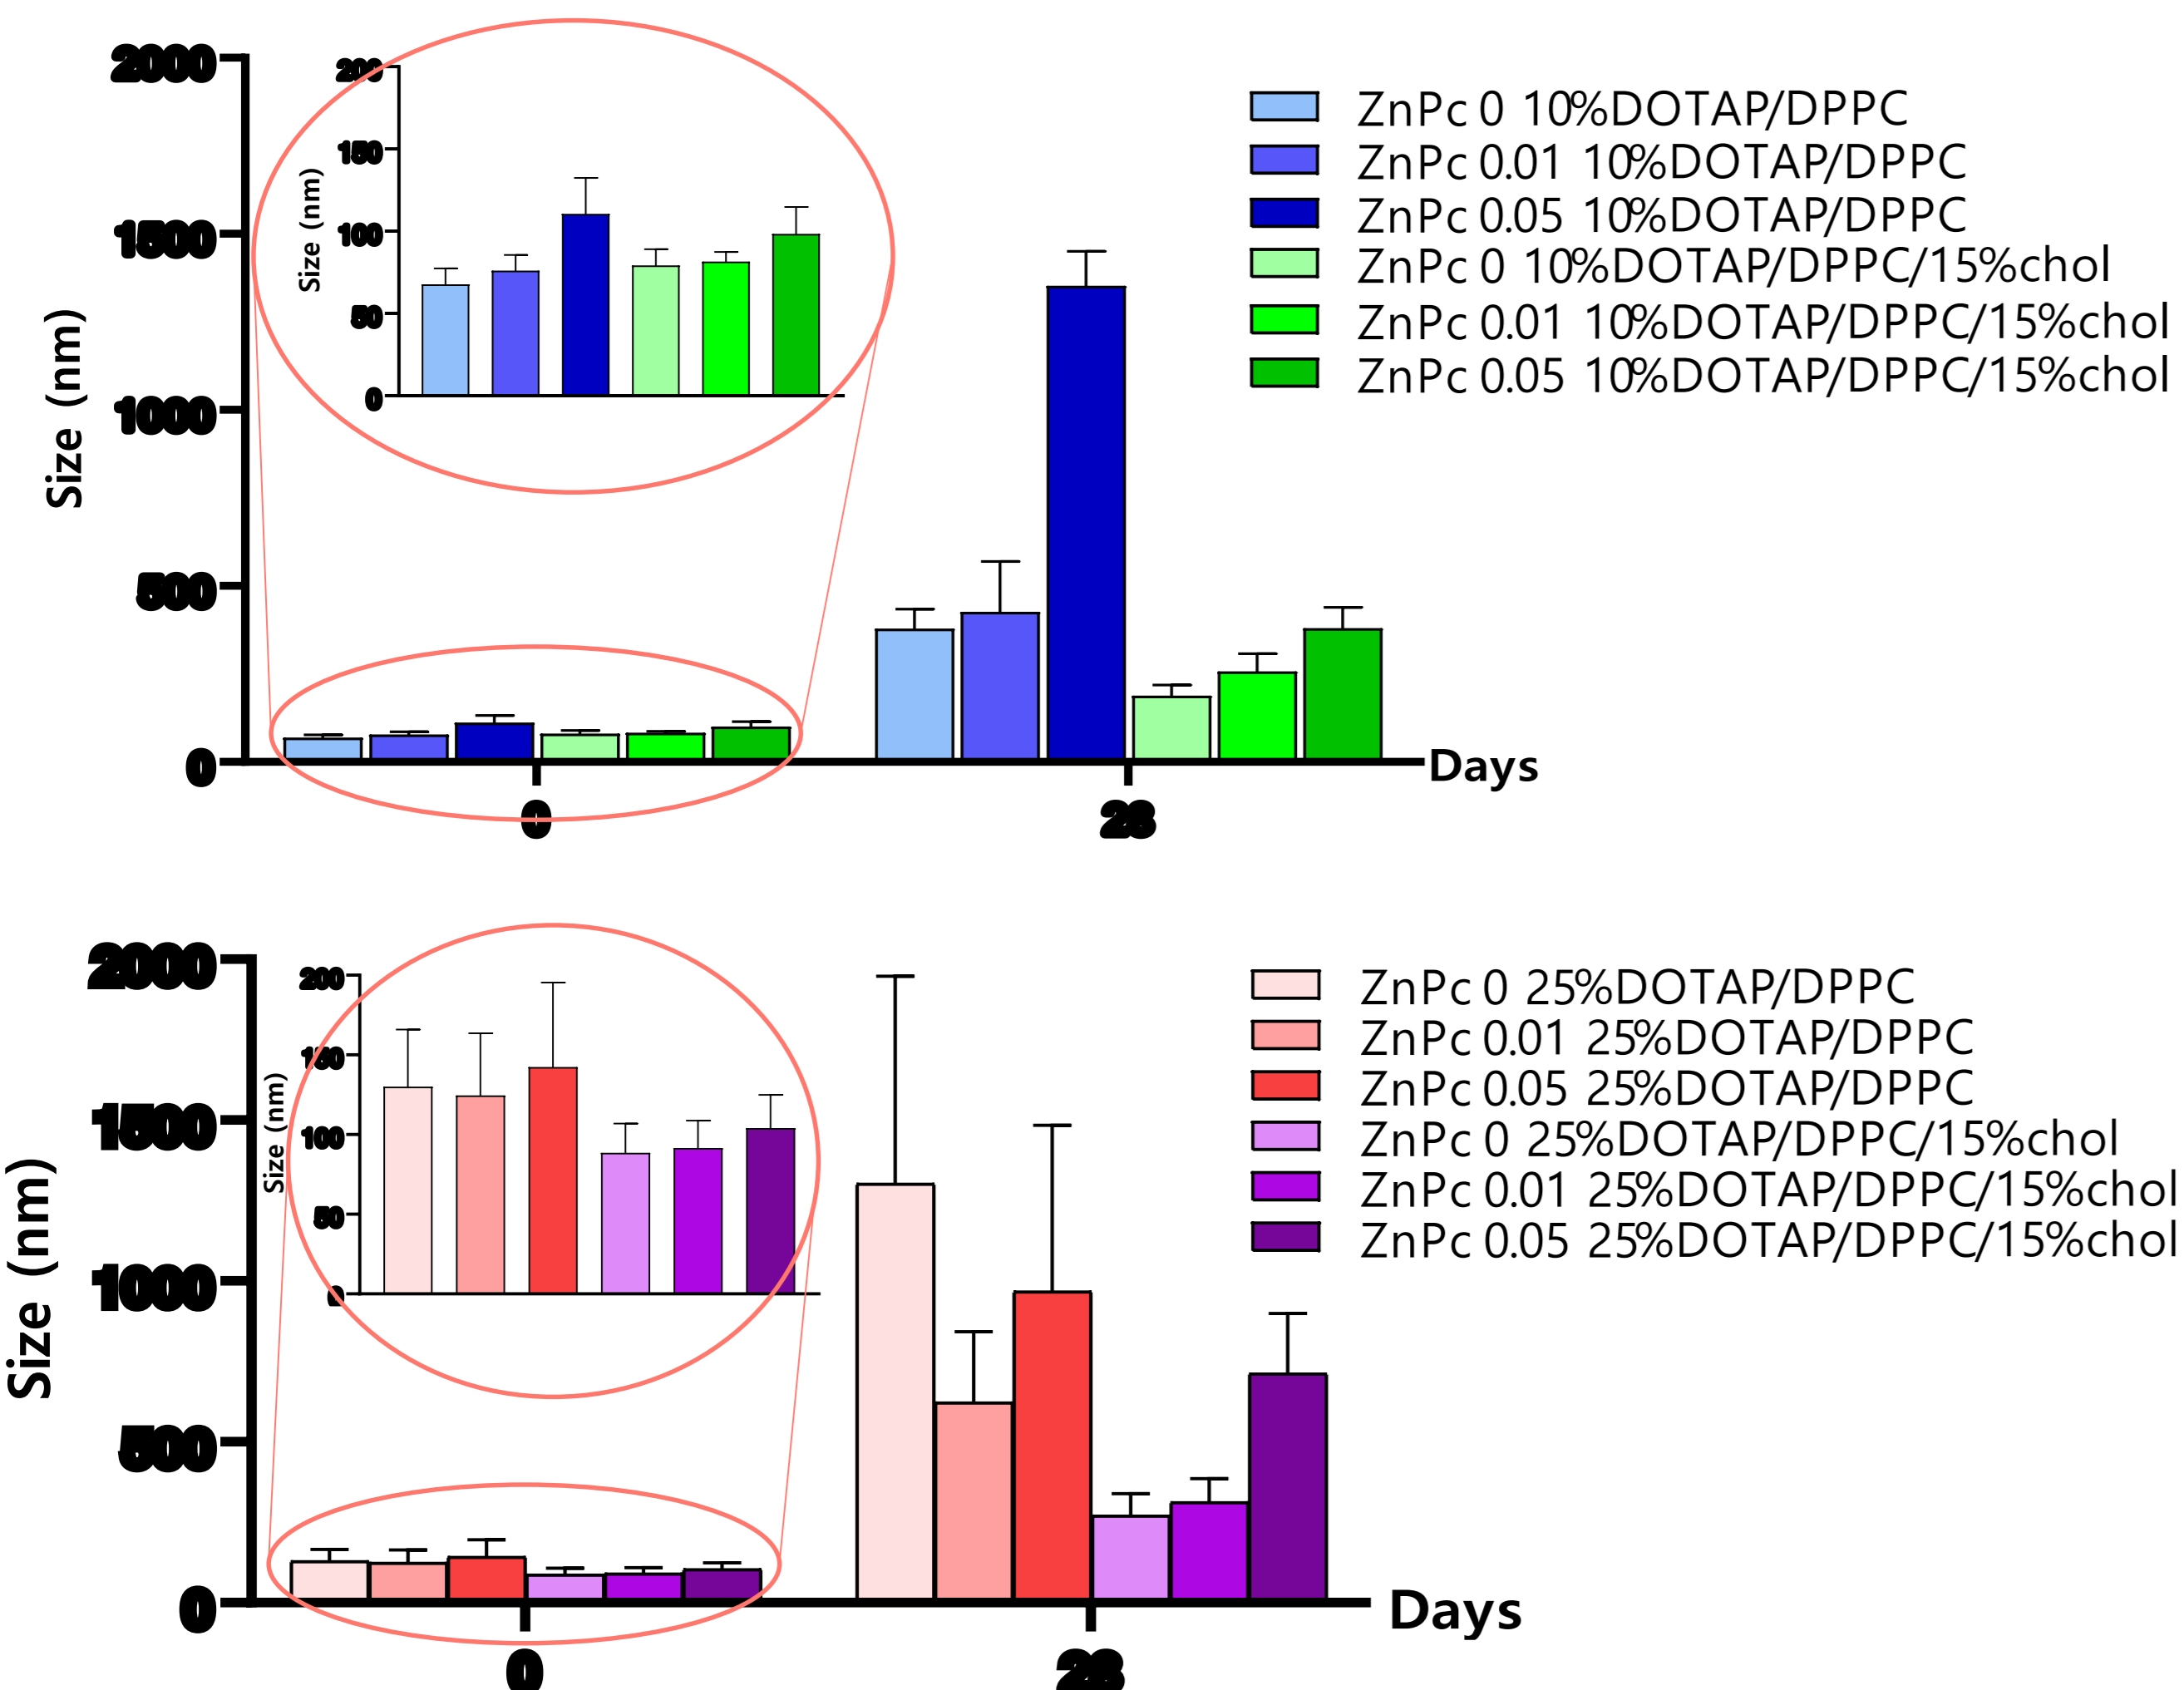 2000
1500
1000
500
0
Size (nm)
200
150
100
50
0
Size (nm)
ZnPc 0 10%DOTAP/DPPC
ZnPc 0.01 10%DOTAP/DPPC
ZnPc 0.05 10%DOTAP/DPPC
ZnPc 0 10%DOTAP/DPPC/15%chol
ZnPc 0.01 10%DOTAP/DPPC/15%chol
ZnPc 0.05 10%DOTAP/DPPC/15%chol
Days
0
28
2000
1500
1000
500
0
Size (nm)
200
150
100
50
0
Size (nm)
ZnPc 0 25%DOTAP/DPPC
ZnPc 0.01 25%DOTAP/DPPC
ZnPc 0.05 25%DOTAP/DPPC
ZnPc 0 25%DOTAP/DPPC/15%chol
ZnPc 0.01 25%DOTAP/DPPC/15%chol
ZnPc 0.05 25%DOTAP/DPPC/15%chol
Days
0
28